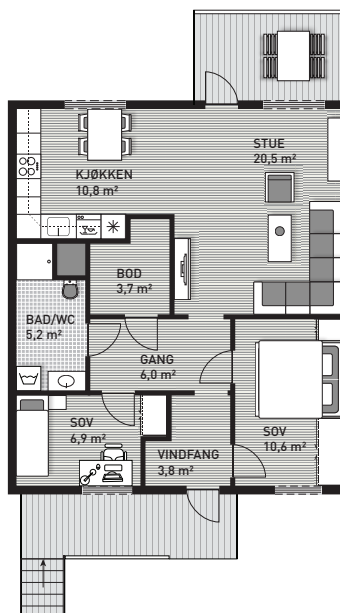 STUE
20,5 m²
KJØKKEN
10,8 m²
BOD
3,7 m²
BAD/WC
5,2 m²
GANG
6,0 m²
SOV
6,9 m²
SOV
10,6 m²
VINDFANG
3,8 m²